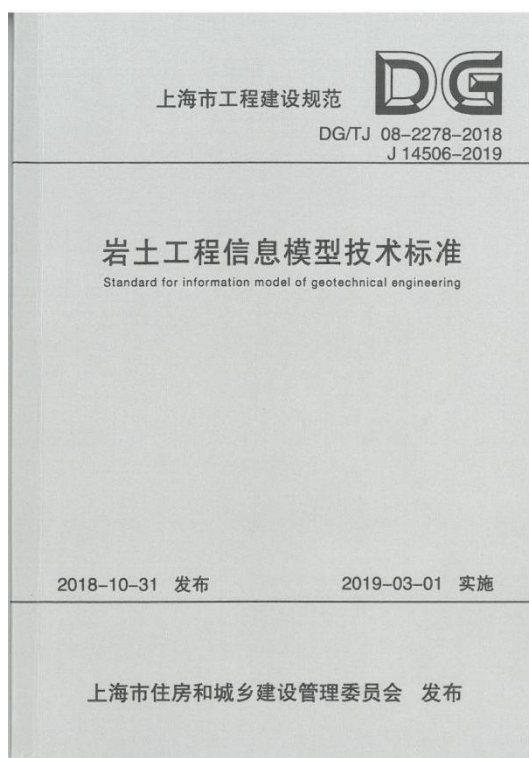 DG
上海市工程建设规范
DG/TJ 08-2278-2018
J 14506-2019
岩土工程信息模型技术标准
Standard for information model of geotechnical engineering
2018-10-31 发布 2019-03-01 实施
上海市住房和城乡建设管理委员会 发布